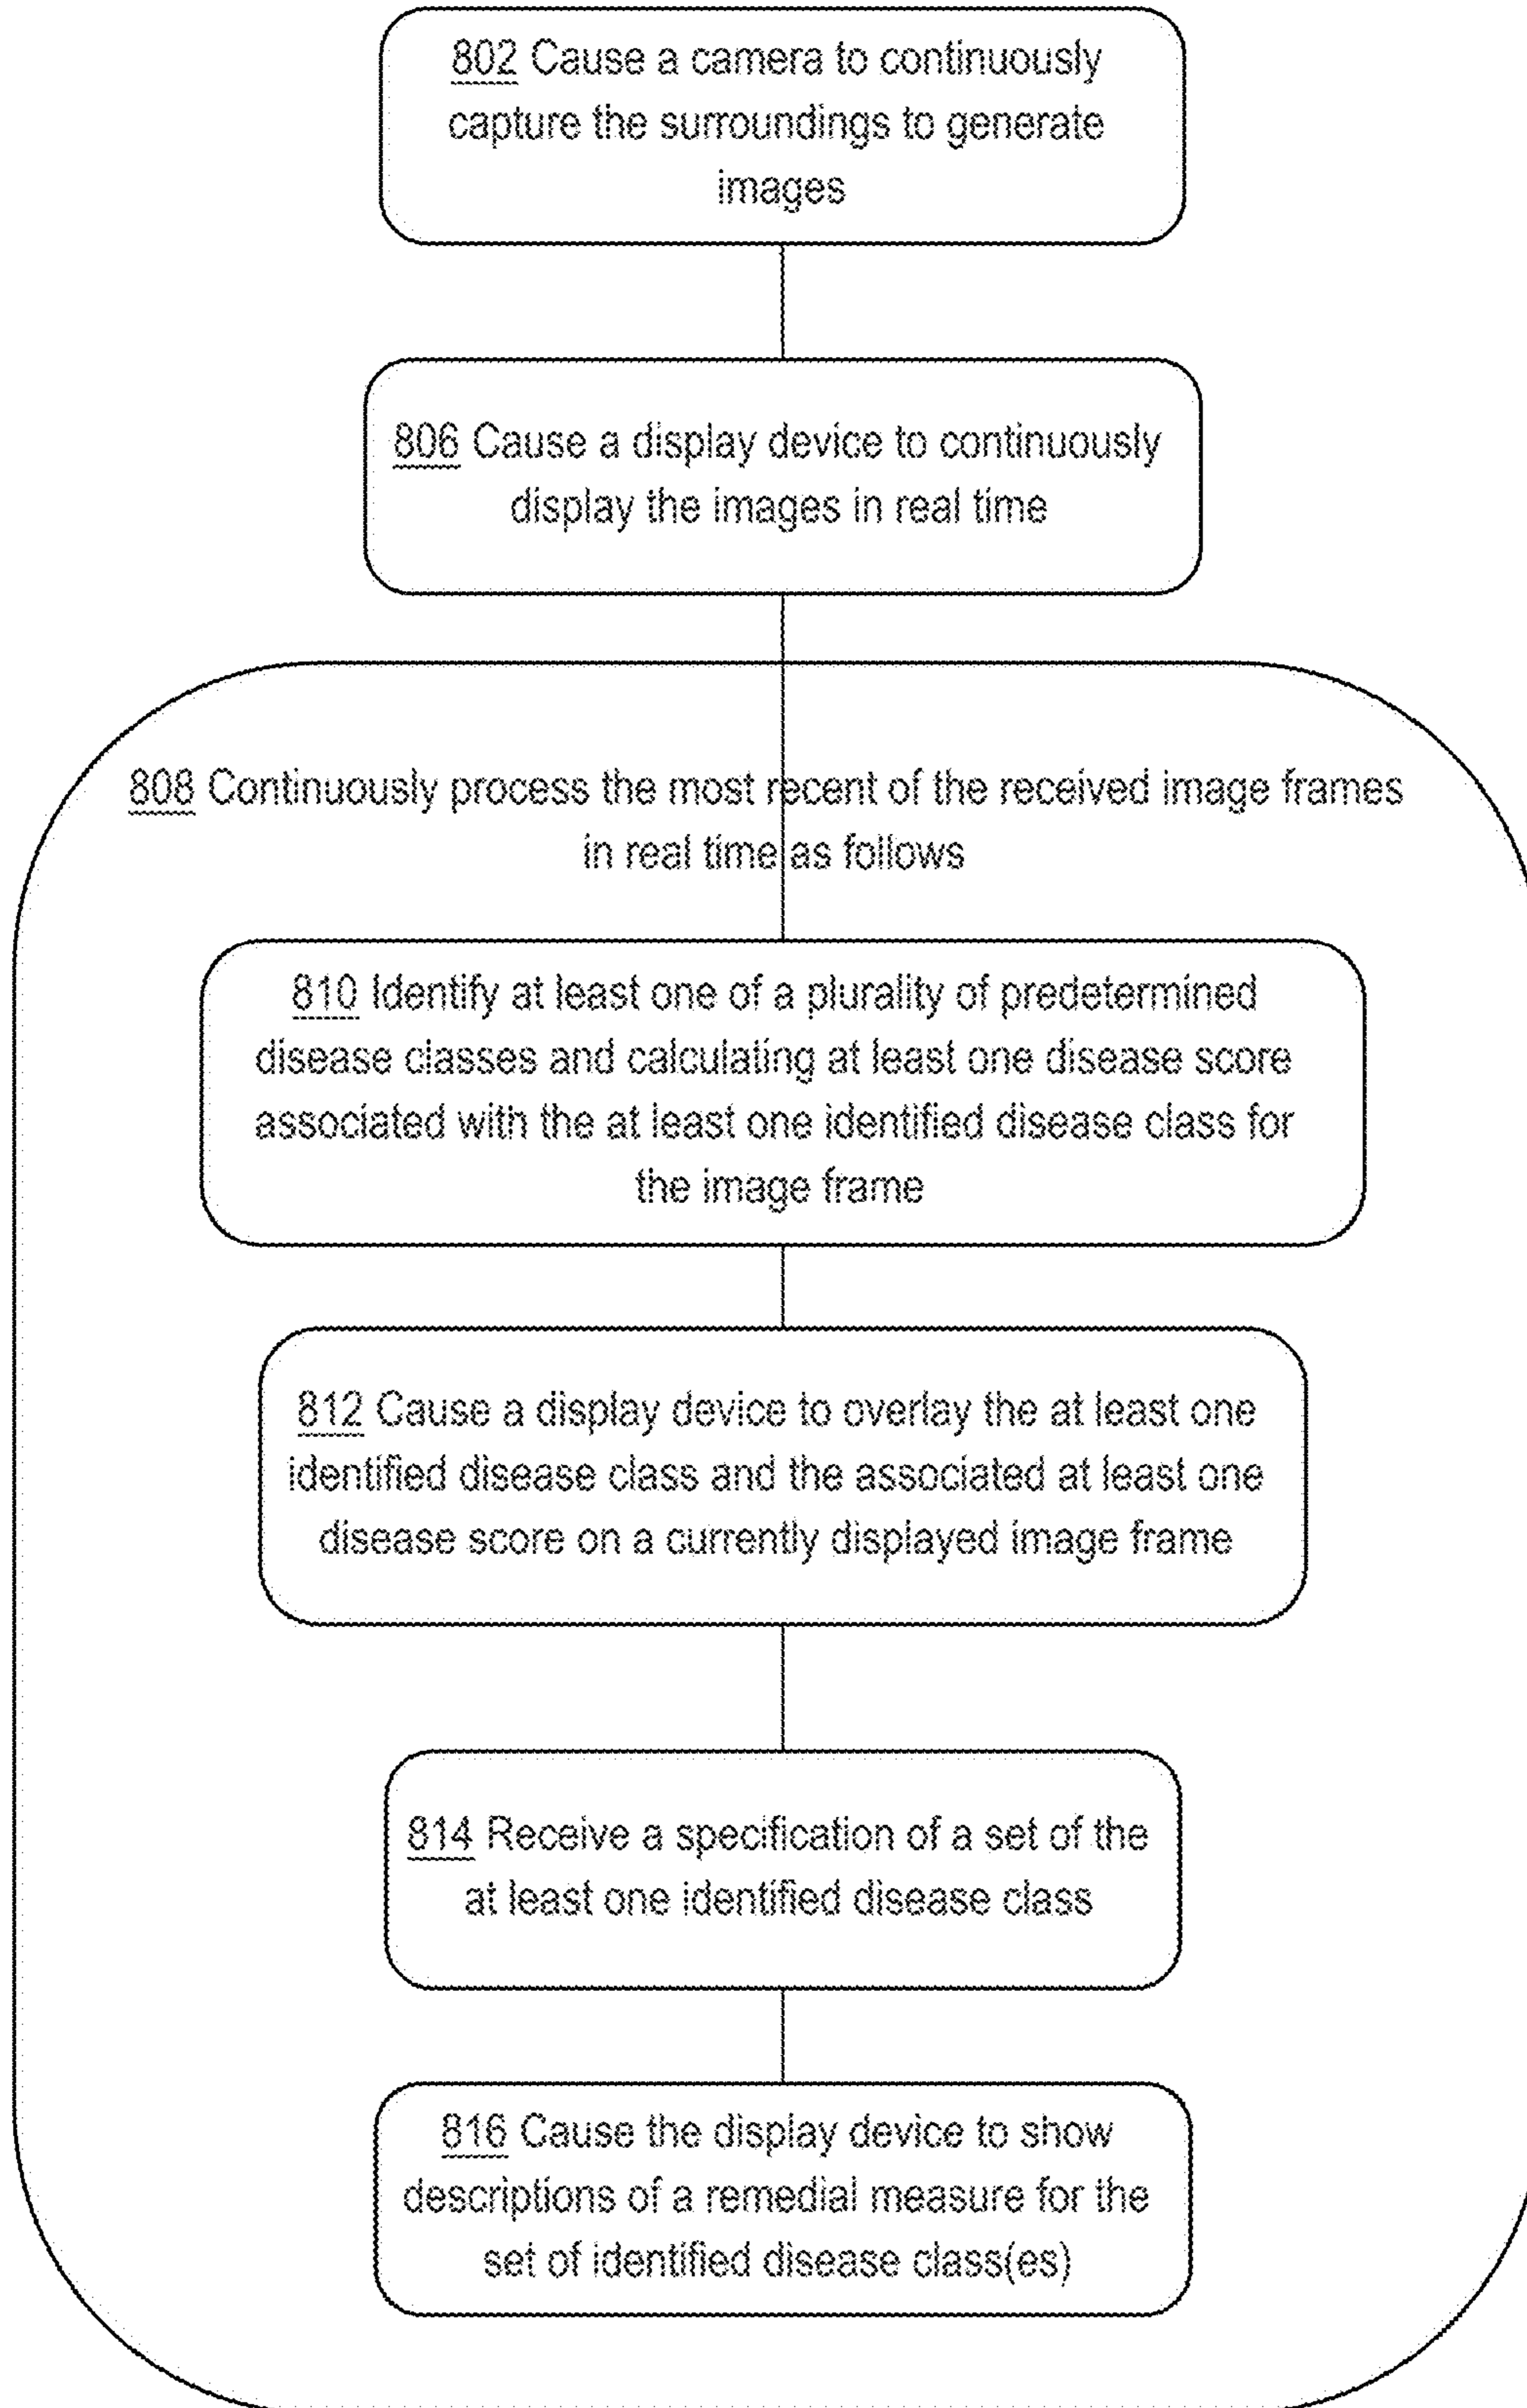 802 Cause a camera to continuously
capture the surroundings to generate
images
806 Cause a display device to continuously
display the images in real time
808 Continuously process the most recent of the received image frames
in real time as follows
810 Identify at least one of a plurality of predetermined
disease classes and calculating at least one disease score
associated with the at least one identified disease class for
the image frame
812 Cause a display device to overlay the at least one
identified disease class and the associated at least one
disease score on a currently displayed image frame
814 Receive a specification of a set of the
at least one identified disease class
816 Cause the display device to show
descriptions of a remedial measure for the
set of identified disease class(es)